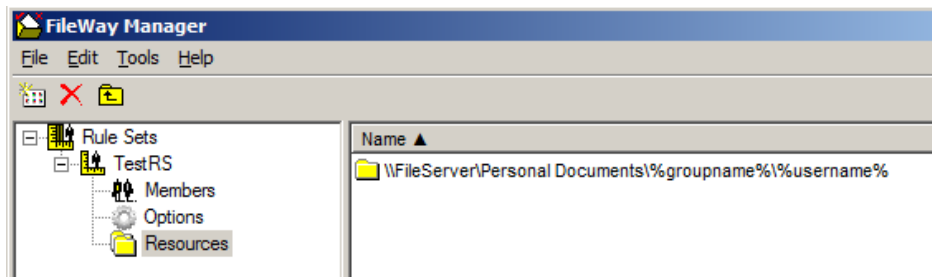 FileWay Manager
File Edit Tools Help
Rule Sets
TestRS
Members
Options
Resources
Name ▲
\\FileServer\Personal Documents\%groupname%\%username%